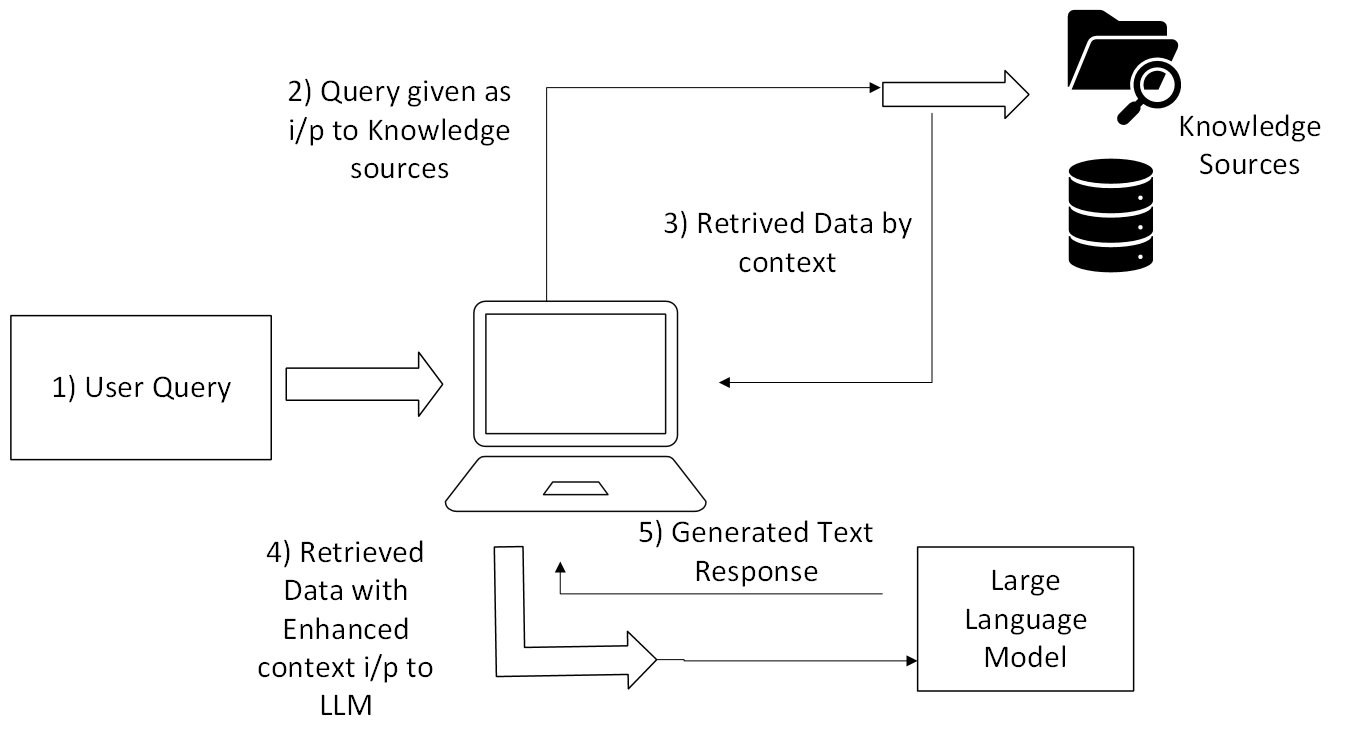 2) Query given as
i/p to Knowledge
sources
Knowledge
Sources
3) Retrived Data by
context
1) User Query
4) Retrieved
Data with
Enhanced
context i/p to
LLM
5) Generated Text
Response
Large
Language
Model